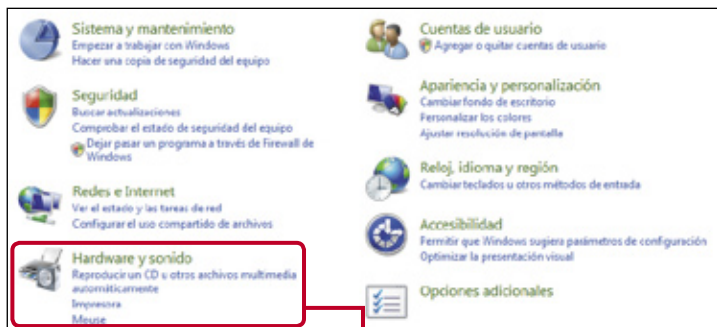 Sistema y mantenimiento
Empezar a trabajar con Windows
Hacer una copia de seguridad del equipo
Seguridad
Buscar actualizaciones
Comprobar el estado de seguridad del equipo
Dejar pasar un programa a través de Firewall de
Windows
Redes e Internet
Ver el estado y las tareas de red
Configurar el uso compartido de archivos
Hardware y sonido
Reproducir un CD u otros archivos multimedia
automáticamente
Impresora
Mouse
Cuentas de usuario
Agregar o quitar cuentas de usuario
Apariencia y personalización
Cambiar fondo de escritorio
Personalizar los colores
Ajustar resolución de pantalla
Reloj, idioma y región
Cambiar teclados u otros métodos de entrada
Accesibilidad
Permitir que Windows sugiera parámetros de configuración
Optimizar la presentación visual
Opciones adicionales